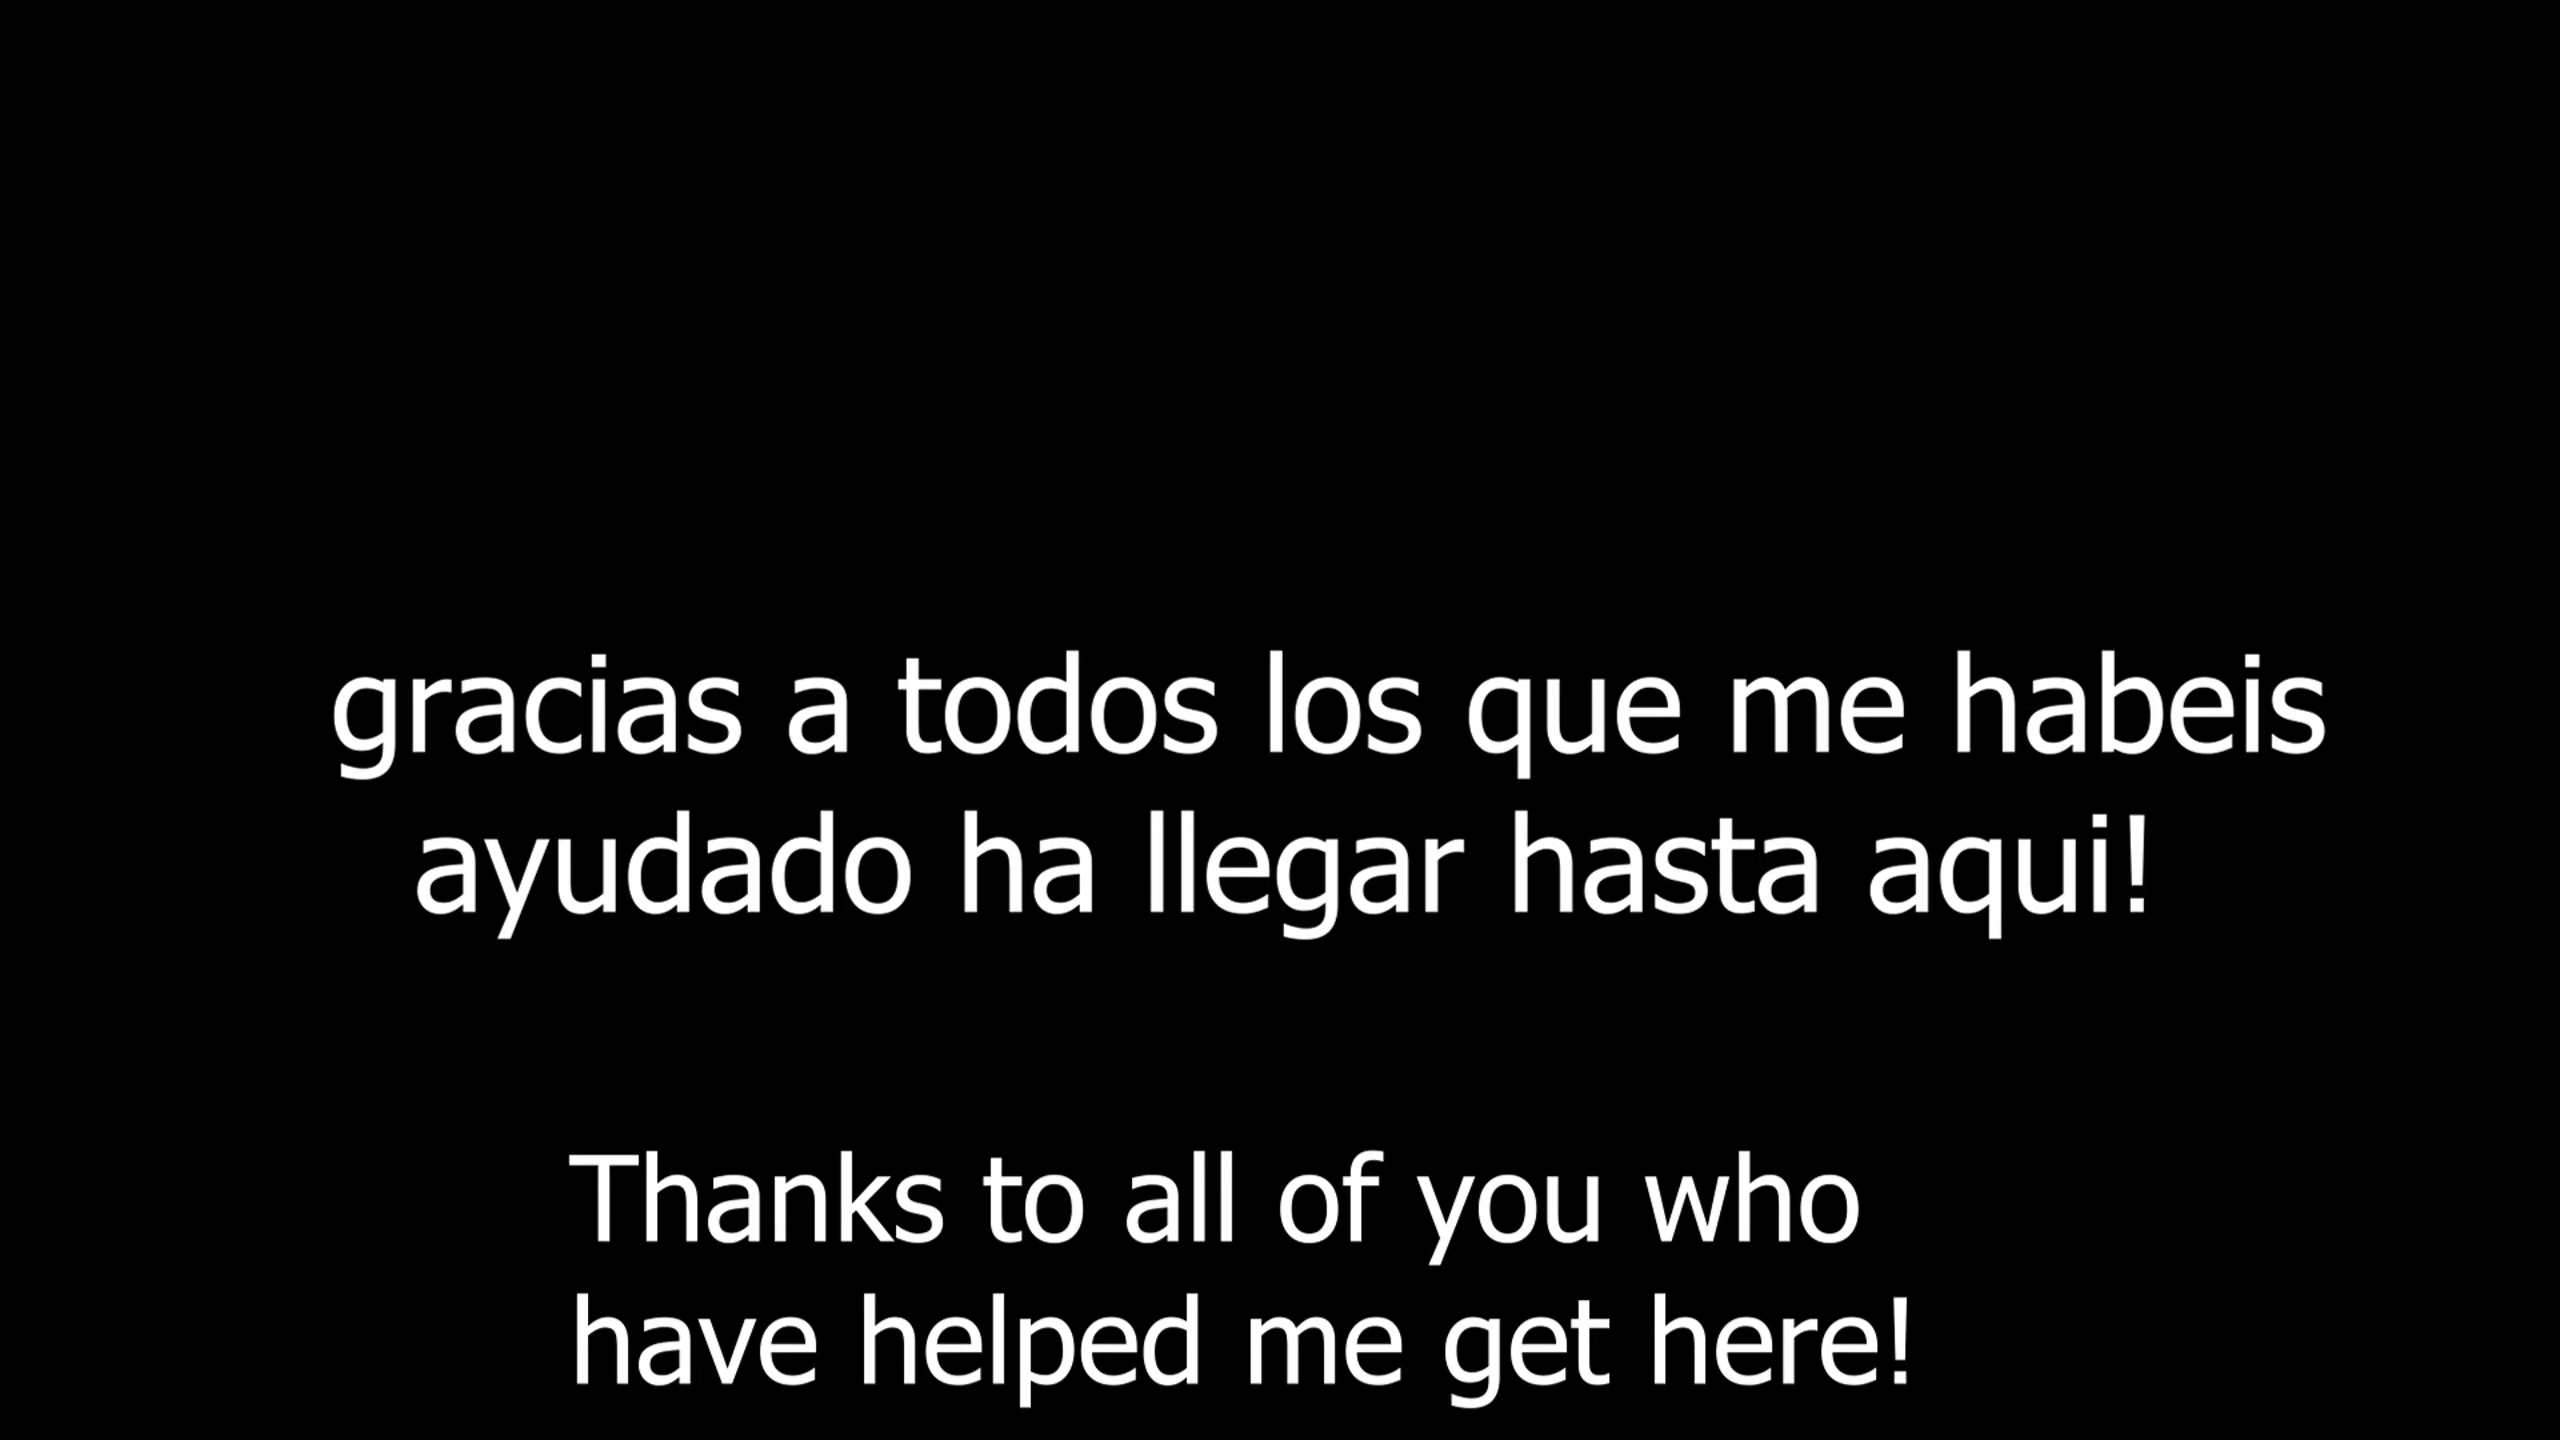 gracias a todos los que me habeis
ayudado ha llegar hasta aqui!
Thanks to all of you who
have helped me get here!